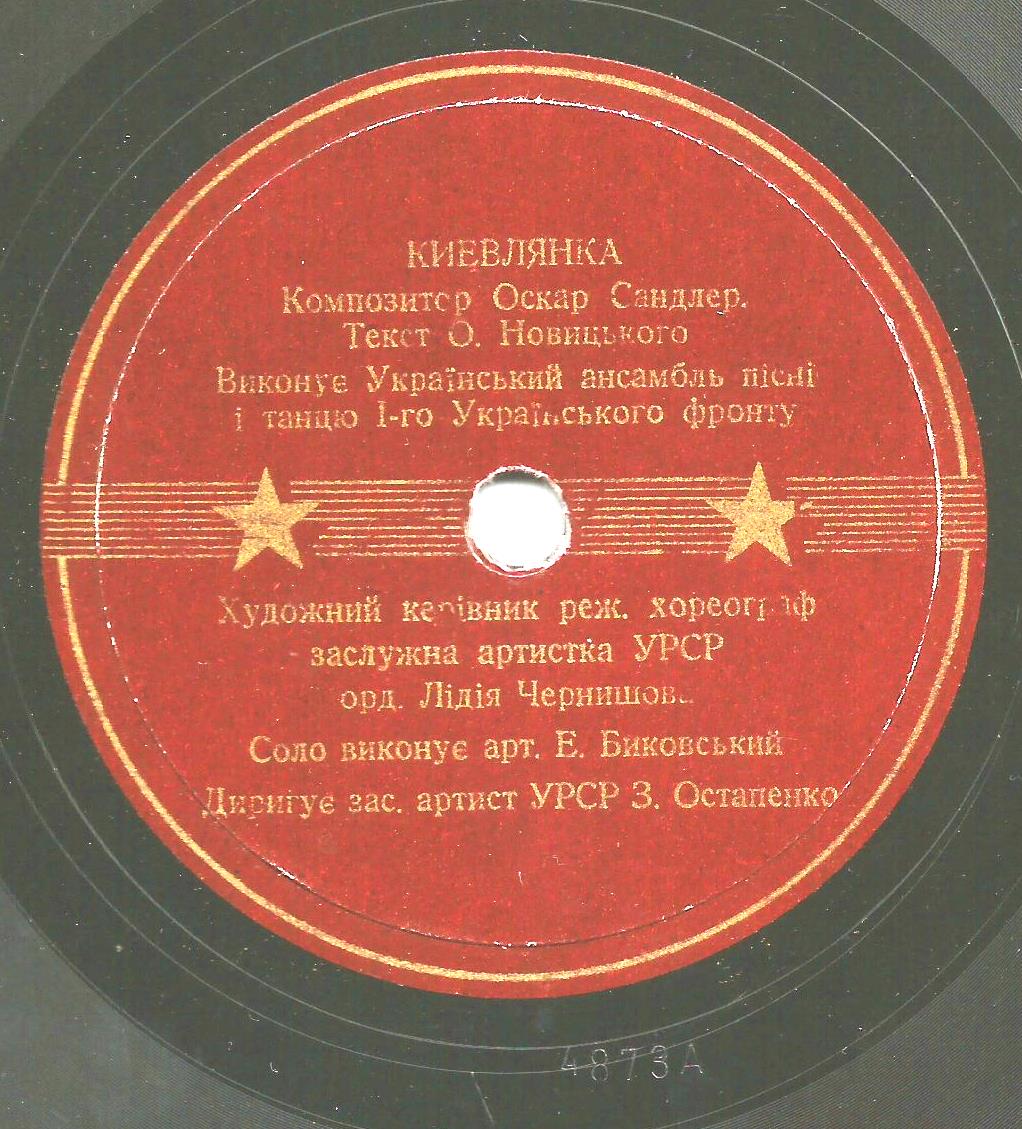 КИЕВЛЯНКА
Композитор Оскар Сандлер.
Текст О. Новицького
Виконує Український ансамбль пісні
і танцю І-го Українського фронту
Художний керівник реж. хореограф
заслужна артистка УРСР
орд. Лідія Чернишова
Соло виконує арт. Е. Биковський
Диригує зас. артист УРСР З. Остапенко
4873А